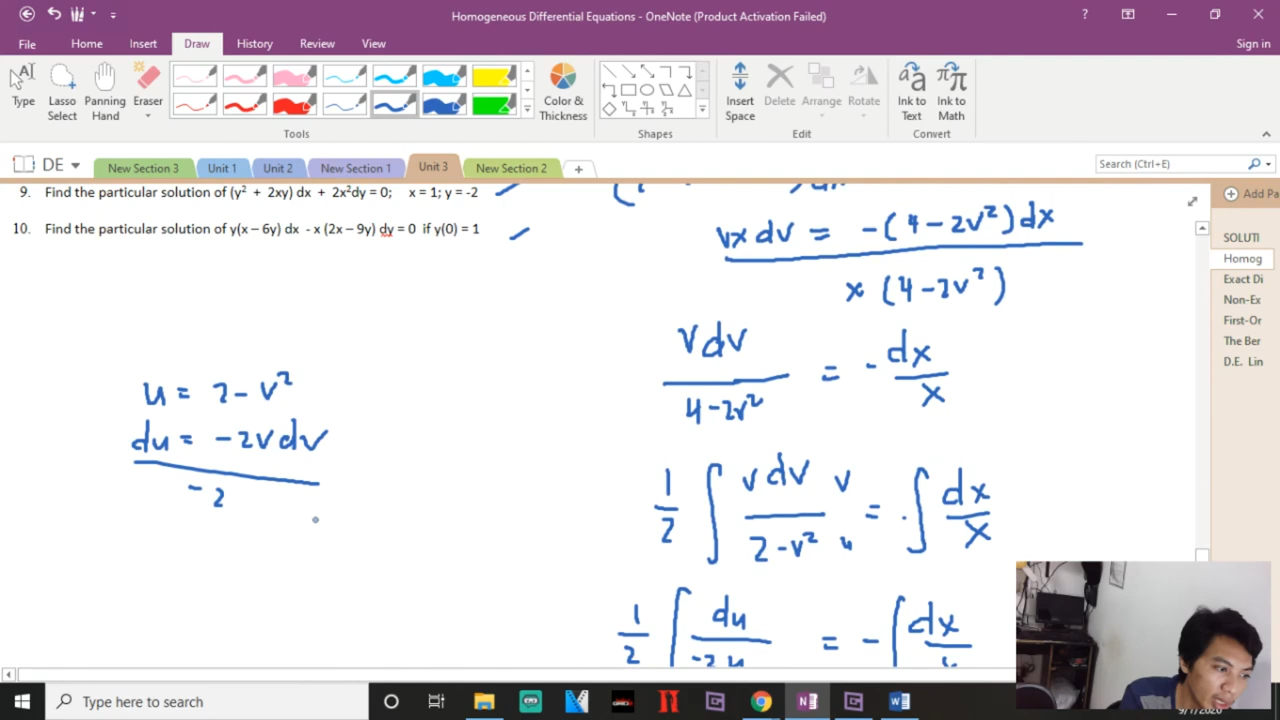 Homogeneous Differential Equations - OneNote (Product Activation Failed)
?
File Home Insert Draw History Review View Sign in
Type
Lasso Select
Panning Hand
Eraser
Color & Thickness
Insert Space
Delete
Arrange
Rotate
Ink to Text
Ink to Math
Tools Shapes Edit Convert
DE New Section 3 Unit 1 Unit 2 New Section 1 Unit 3 New Section 2 +
Search (Ctrl+E)
Add Pa
SOLUTI
Homog
Exact Di
Non-Ex
First-Or
The Ber
D.E. Lin
9. Find the particular solution of (y² + 2xy) dx + 2x²dy = 0; x = 1; y = -2
10. Find the particular solution of y(x – 6y) dx - x (2x – 9y) dy = 0 if y(0) = 1
u = 2 - v²
du = -2vdv
-2
vx dv = -(4-2v²)dx
x (4-2v²)
vdv / 4-2v² = - dx / x
1/2 ∫ vdv / 2-v² v u = - ∫ dx / x
1/2 ∫ du / -2u = - ∫ dx
Type here to search
9/1/2020